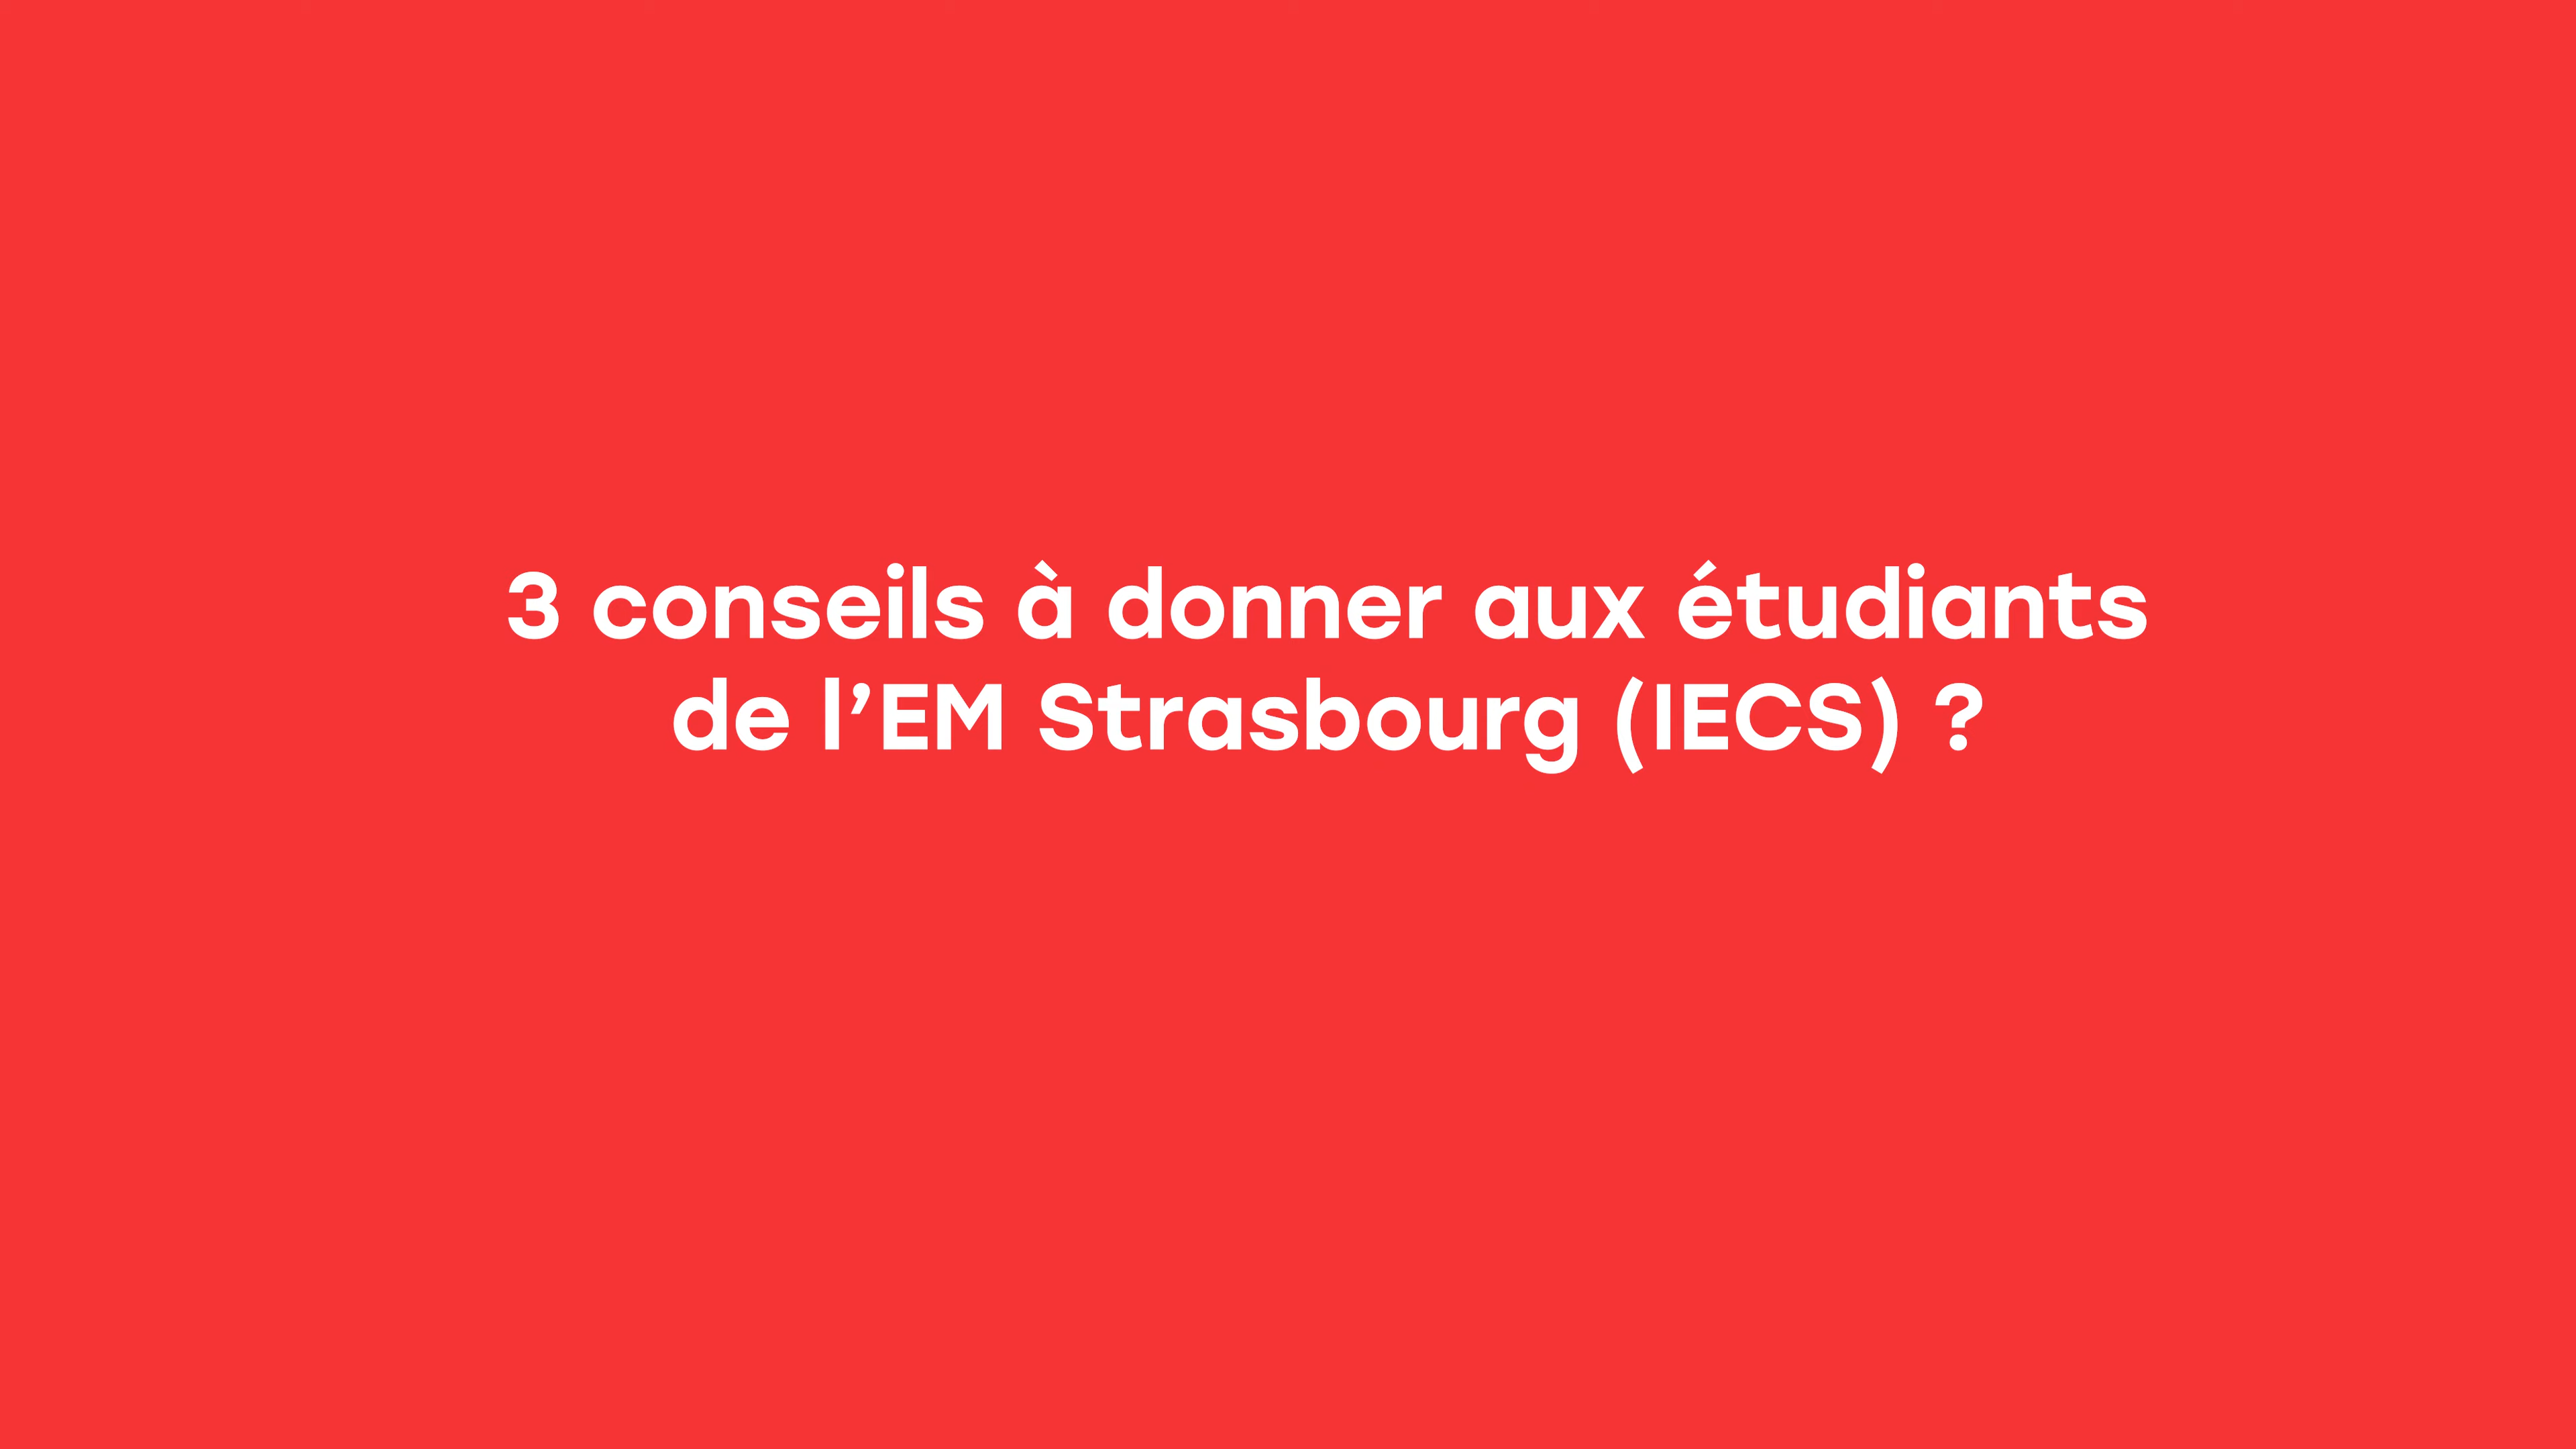 3 conseils à donner aux étudiants
de l’EM Strasbourg (IECS) ?